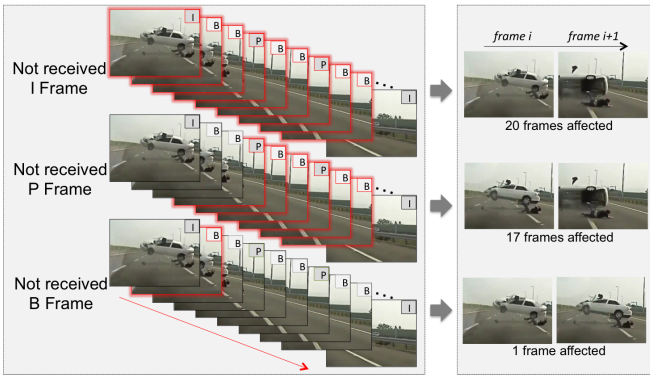 I
B
B
P
B
B
P
B
B
I
Not received
I Frame
I
B
B
P
B
B
P
B
B
I
Not received
P Frame
I
B
B
P
B
B
P
B
B
I
Not received
B Frame
frame i
frame i+1
20 frames affected
17 frames affected
1 frame affected